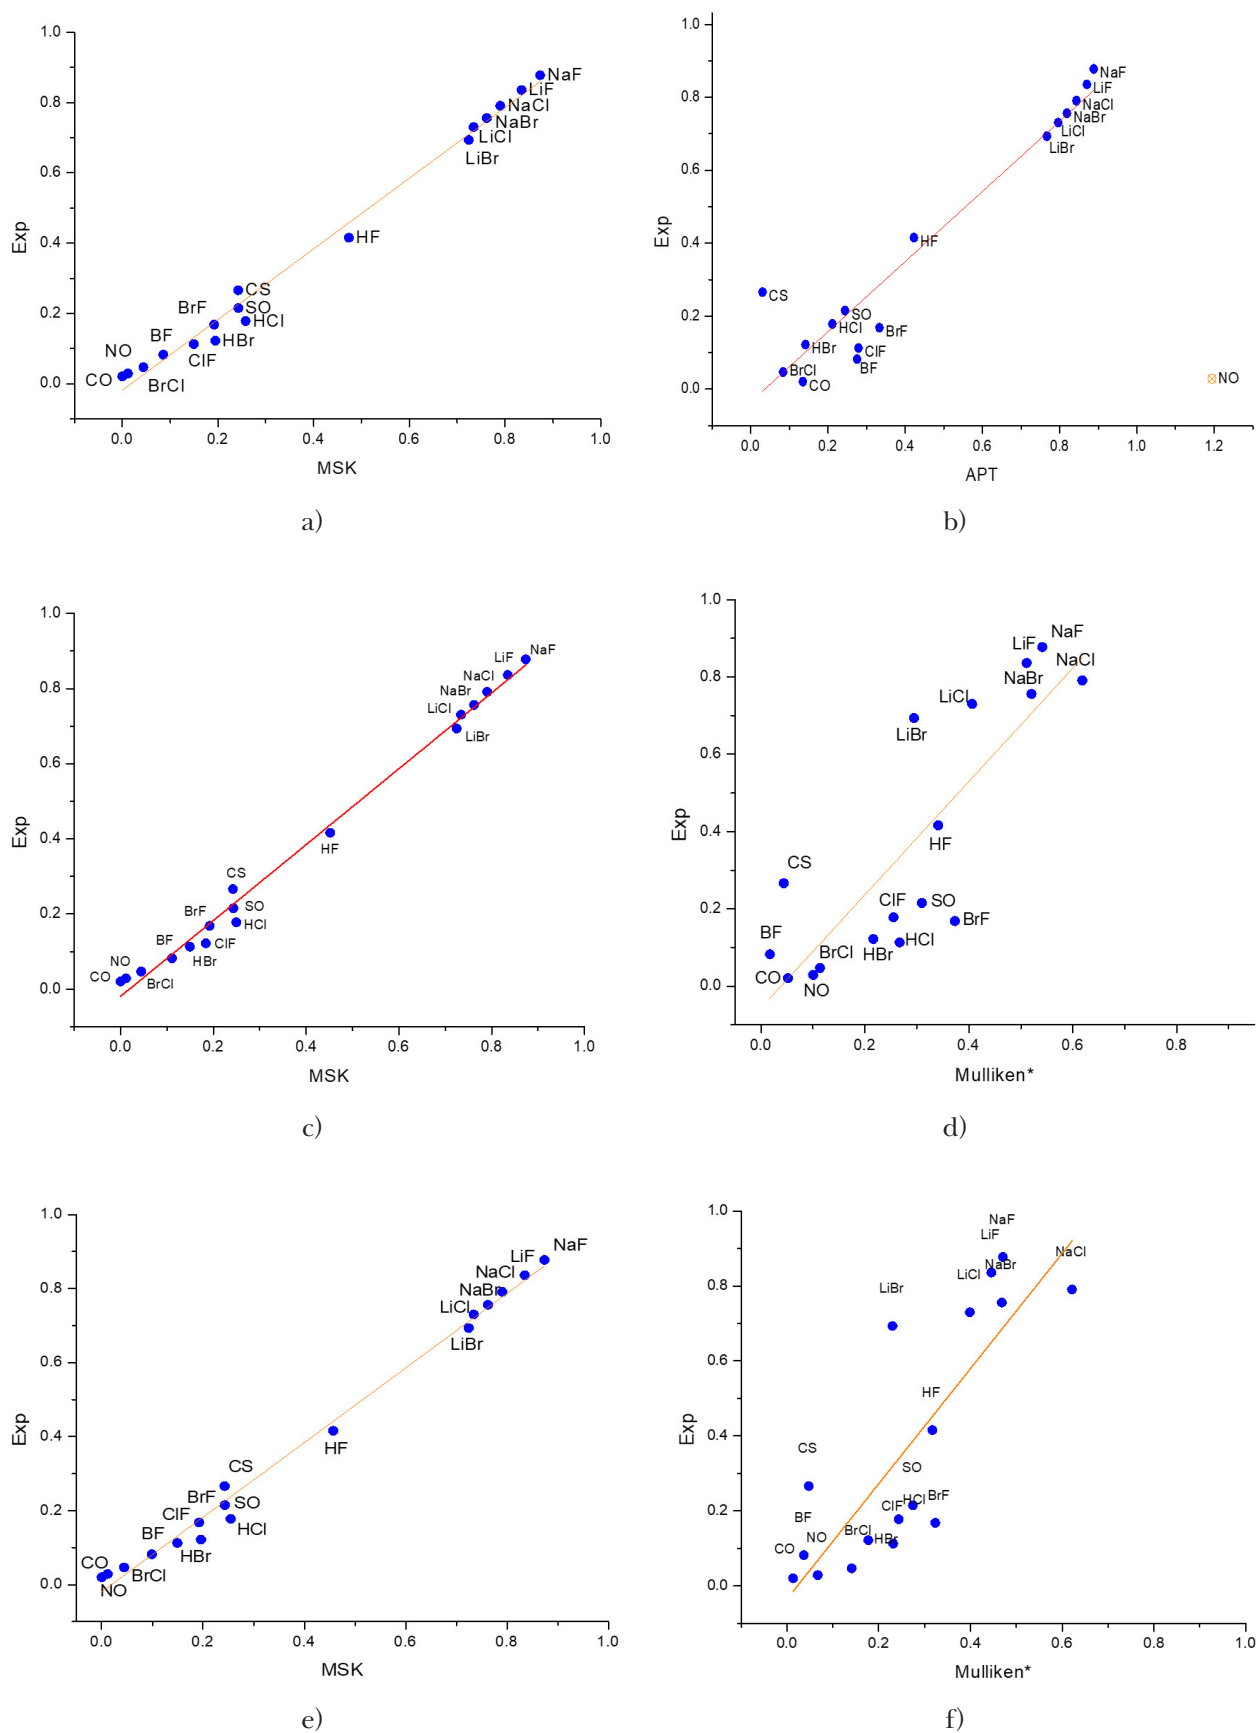 1.0
0.8
0.6
0.4
0.2
0.0
Exp
NaF
LiF
NaCl
NaBr
LiCl
LiBr
HF
CS
SO
BrF
HCl
BF
HBr
NO
ClF
CO
BrCl
0.0 0.2 0.4 0.6 0.8 1.0
MSK
a)
1.0
0.8
0.6
0.4
0.2
0.0
Exp
NaF
LiF
NaCl
NaBr
LiCl
LiBr
HF
CS
SO
HCl
BrF
HBr
ClF
BF
BrCl
CO
NO
0.0 0.2 0.4 0.6 0.8 1.0 1.2
APT
b)
1.0
0.8
0.6
0.4
0.2
0.0
Exp
NaF
LiF
NaCl
NaBr
LiCl
LiBr
HF
CS
SO
BrF
HCl
BF
ClF
NO
HBr
CO
BrCl
0.0 0.2 0.4 0.6 0.8 1.0
MSK
c)
1.0
0.8
0.6
0.4
0.2
0.0
Exp
NaF
LiF
NaCl
NaBr
LiCl
LiBr
HF
CS
ClF
SO
BrF
BF
HCl
BrCl
HBr
CO
NO
0.0 0.2 0.4 0.6 0.8
Mulliken*
d)
1.0
0.8
0.6
0.4
0.2
0.0
Exp
NaF
LiF
NaCl
NaBr
LiCl
LiBr
HF
CS
BrF
SO
ClF
HCl
BF
HBr
CO
BrCl
NO
0.0 0.2 0.4 0.6 0.8 1.0
MSK
e)
1.0
0.8
0.6
0.4
0.2
0.0
Exp
NaF
LiF
NaCl
NaBr
LiCl
LiBr
HF
CS
SO
BrF
HCl
ClF
BF
BrCl
NO
HBr
CO
0.0 0.2 0.4 0.6 0.8 1.0
Mulliken*
f)